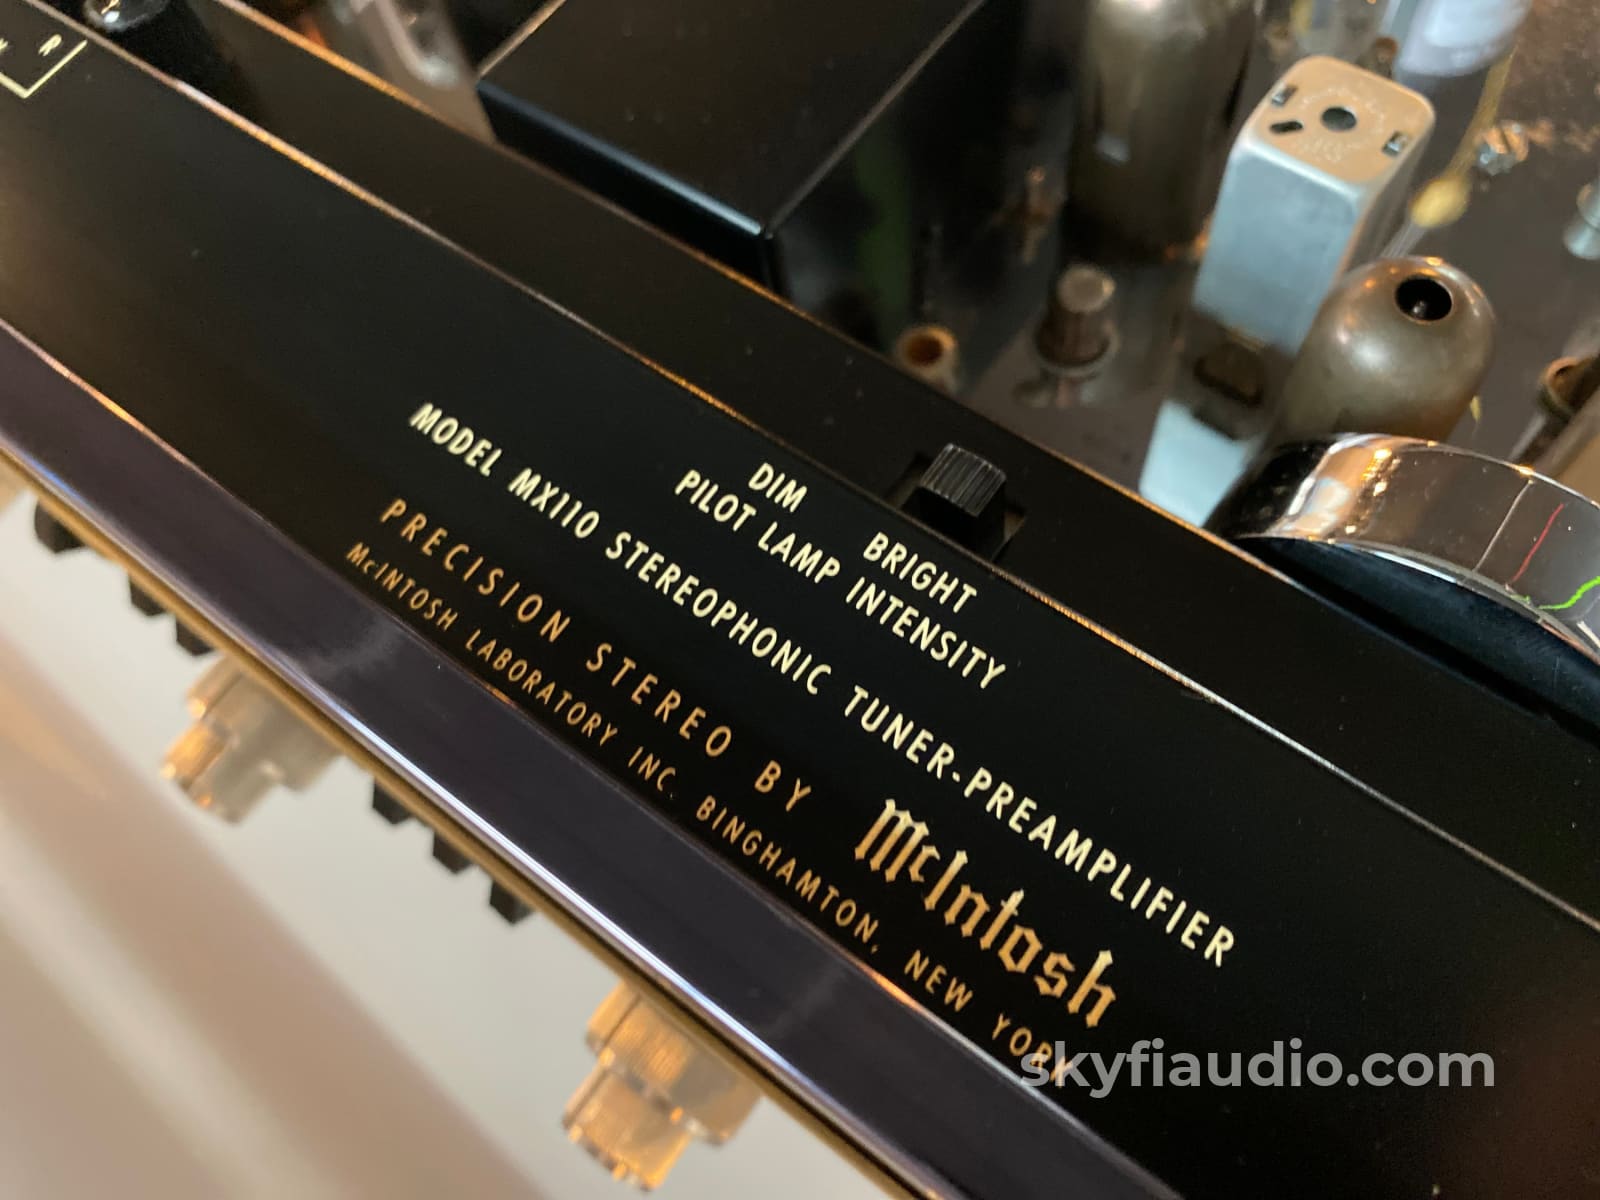 R
DIM BRIGHT
PILOT LAMP INTENSITY
MODEL MX110 STEREOPHONIC TUNER-PREAMPLIFIER
PRECISION STEREO BY McIntosh
McINTOSH LABORATORY INC. BINGHAMTON, NEW YORK
skyfiaudio.com